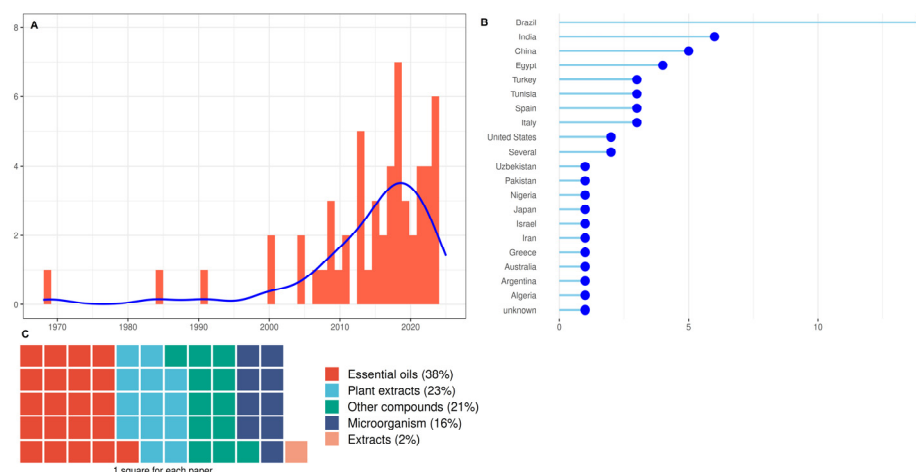 A
8
6
4
2
0
1970 1980 1990 2000 2010 2020
B
Brazil
India
China
Egypt
Turkey
Tunisia
Spain
Italy
United States
Several
Uzbekistan
Pakistan
Nigeria
Japan
Israel
Iran
Greece
Australia
Argentina
Algeria
unknown
0 5 10
C
Essential oils (38%)
Plant extracts (23%)
Other compounds (21%)
Microorganism (16%)
Extracts (2%)
1 square for each paper